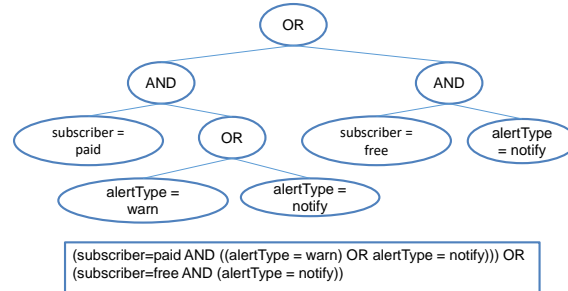 OR
AND
AND
subscriber =
paid
OR
subscriber =
free
alertType
= notify
alertType =
warn
alertType =
notify
(subscriber=paid AND ((alertType = warn) OR alertType = notify))) OR
(subscriber=free AND (alertType = notify))